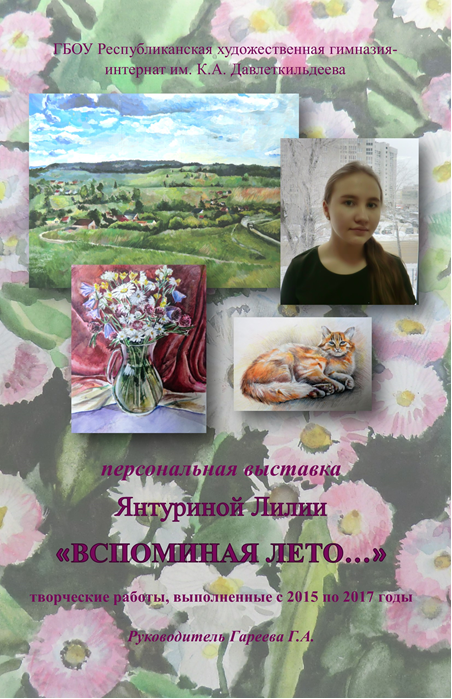 ГБОУ Республиканская художественная гимназия-
интернат им. К.А. Давлеткильдеева
персональная выставка
Янтуриной Лилии
«ВСПОМИНАЯ ЛЕТО…»
творческие работы, выполненные с 2015 по 2017 годы
Руководитель Гареева Г.А.